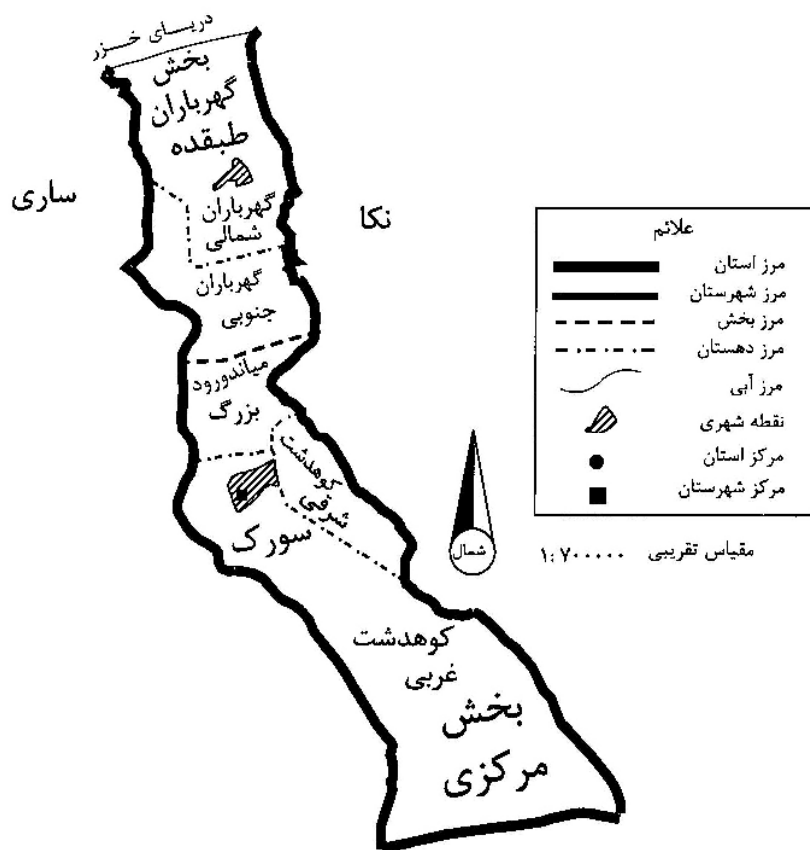 دریای خزر
بخش
گهرباران
طبقده
ساری
نکا
گهرباران
شمالی
گهرباران
جنوبی
میاندورود
بزرگ
کوهدشت
شرقی
سورک
کوهدشت
غربی
بخش
مرکزی
علائم
مرز استان
مرز شهرستان
مرز بخش
مرز دهستان
مرز آبی
نقطه شهری
مرکز استان
مرکز شهرستان
شمال
مقیاس تقریبی ۱:۷۰۰۰۰۰